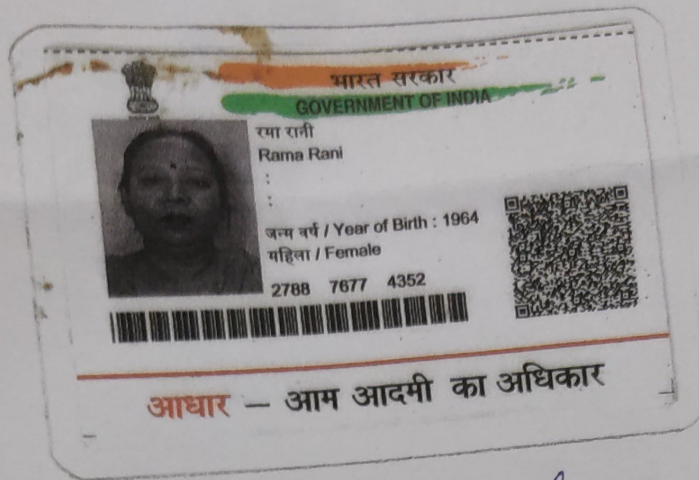 भारत सरकार
GOVERNMENT OF INDIA
रमा रानी
Rama Rani
:
:
जन्म वर्ष / Year of Birth : 1964
महिला / Female
2788 7677 4352
आधार – आम आदमी का अधिकार